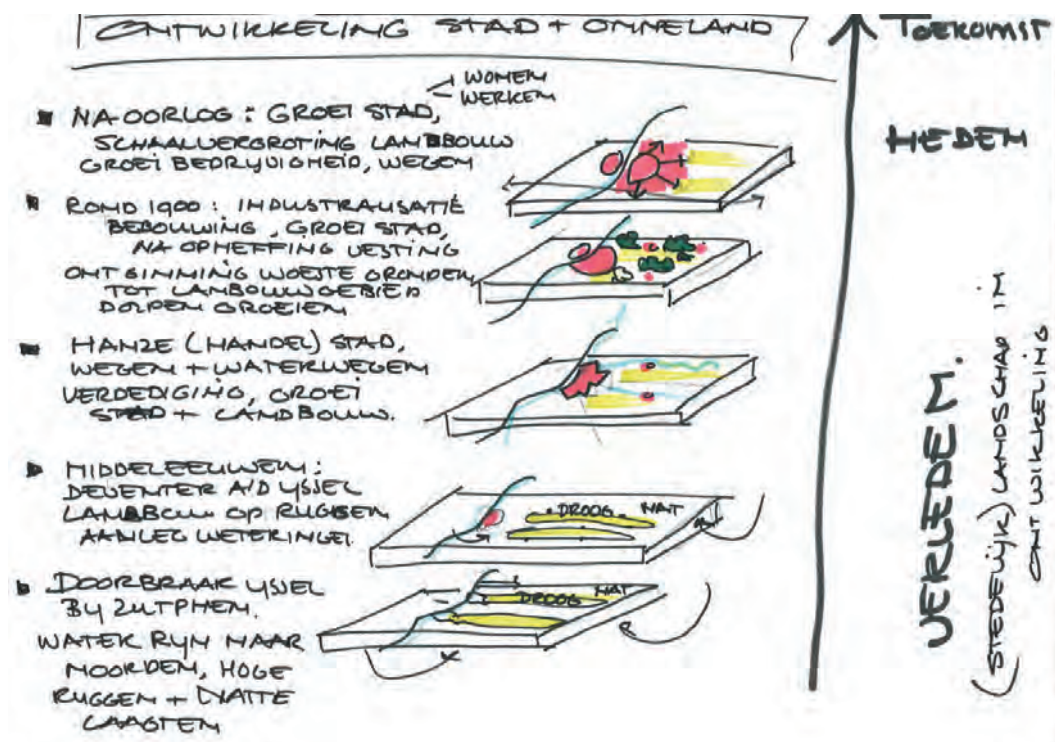 ONTWIKKELING STAD + OMMELAND
WONEN
WERKEN
NA-OORLOG : GROEI STAD,
SCHAALVERGROTING LANDBOUW
GROEI BEDRIJVIGHEID, WEGEN
ROND 1900 : INDUSTRALISATIE
BEBOUWING, GROEI STAD,
NA OPHEFFING VESTING
ONTGINNING WOESTE GRONDEN
TOT LANBOUWGEBIED
DORPEN GROEIEN
HANZE (HANDEL) STAD,
WEGEN + WATERWEGEN
VERDEDIGING, GROEI
STAD + LANDBOUW.
MIDDELEEUWEN :
DEVENTER A/D IJSSEL
LANDBOUW OP RUGGEN
AANLEG WETERINGEN
DROOG
NAT
DOORBRAAK IJSSEL
BIJ ZUTPHEN.
WATER RIJN NAAR
NOORDEN, HOGE
RUGGEN + NATTE
LAAGTEN
DROOG
NAT
TOEKOMST
HEDEN
VERLEDEN.
(STEDELIJK) LANDSCHAP IN
ONTWIKKELING